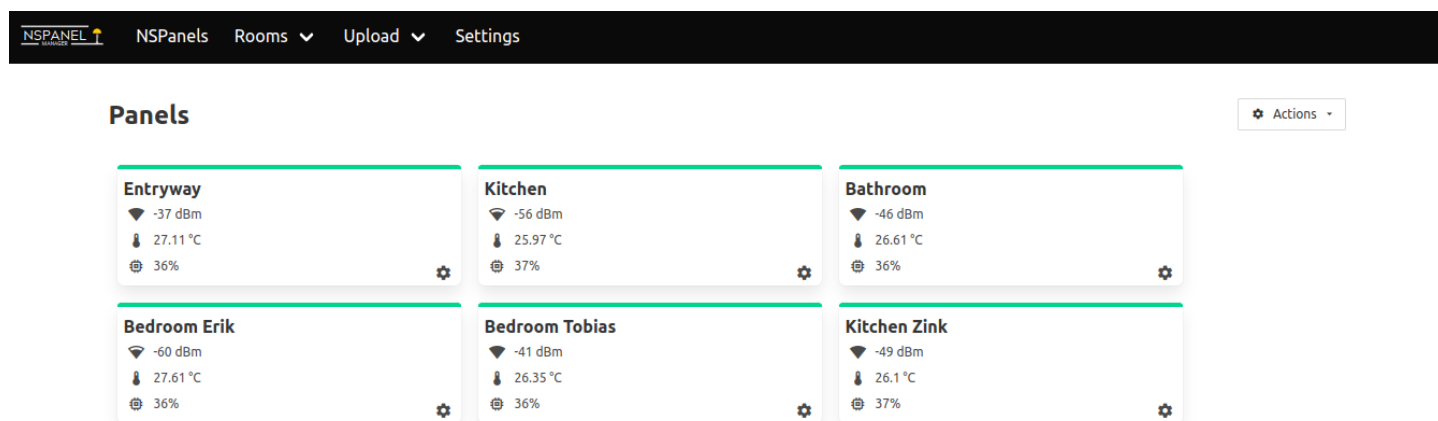 NSPANEL
MANAGER
NSPanels Rooms Upload Settings
Panels
Actions
Entryway
-37 dBm
27.11 °C
36%
Kitchen
-56 dBm
25.97 °C
37%
Bathroom
-46 dBm
26.61 °C
36%
Bedroom Erik
-60 dBm
27.61 °C
36%
Bedroom Tobias
-41 dBm
26.35 °C
36%
Kitchen Zink
-49 dBm
26.1 °C
37%